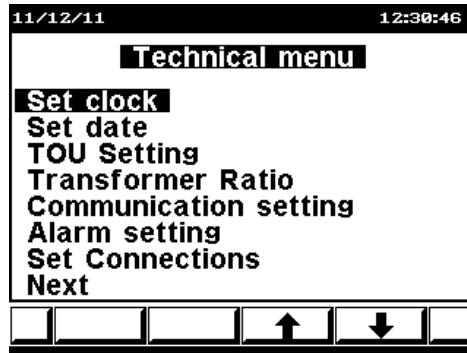 11/12/11 12:30:46
Technical menu
Set clock
Set date
TOU Setting
Transformer Ratio
Communication setting
Alarm setting
Set Connections
Next